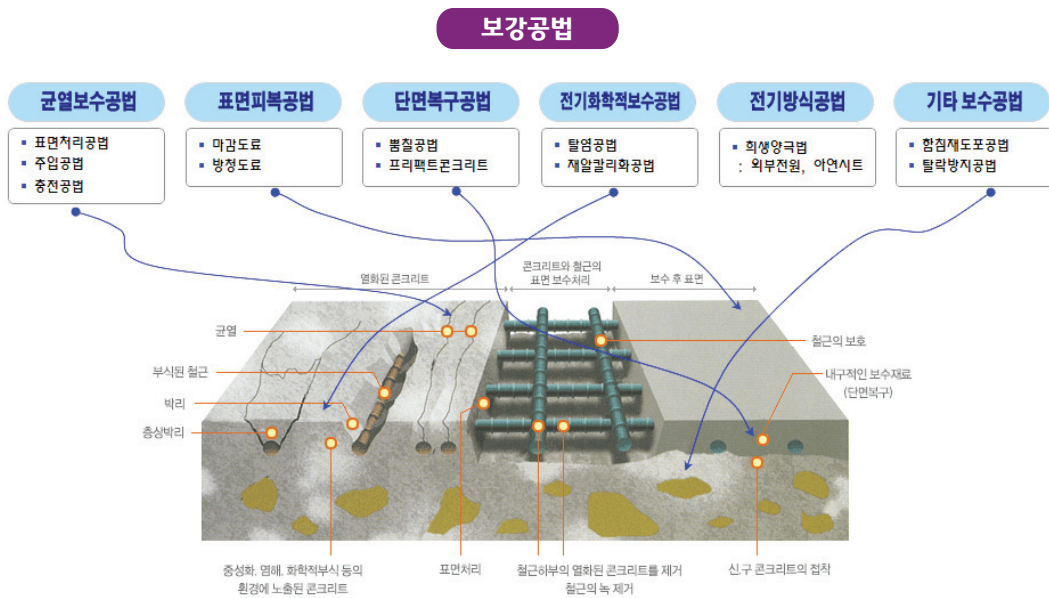 보강공법
균열보수공법
표면피복공법
단면복구공법
전기화학적보수공법
전기방식공법
기타 보수공법
▪ 표면처리공법
▪ 주입공법
▪ 충전공법
▪ 마감도료
▪ 방청도료
▪ 뿜칠공법
▪ 프리팩트콘크리트
▪ 탈염공법
▪ 재알칼리화공법
▪ 희생양극법
: 외부전원, 아연시트
▪ 함침재도포공법
▪ 탈락방지공법
열화된 콘크리트
콘크리트와 철근의
표면 보수처리
보수 후 표면
균열
부식된 철근
박리
층상박리
철근의 보호
내구적인 보수재료
(단면복구)
중성화, 염해, 화학적부식 등의
환경에 노출된 콘크리트
표면처리
철근하부의 열화된 콘크리트를 제거
철근의 녹 제거
신,구 콘크리트의 접착